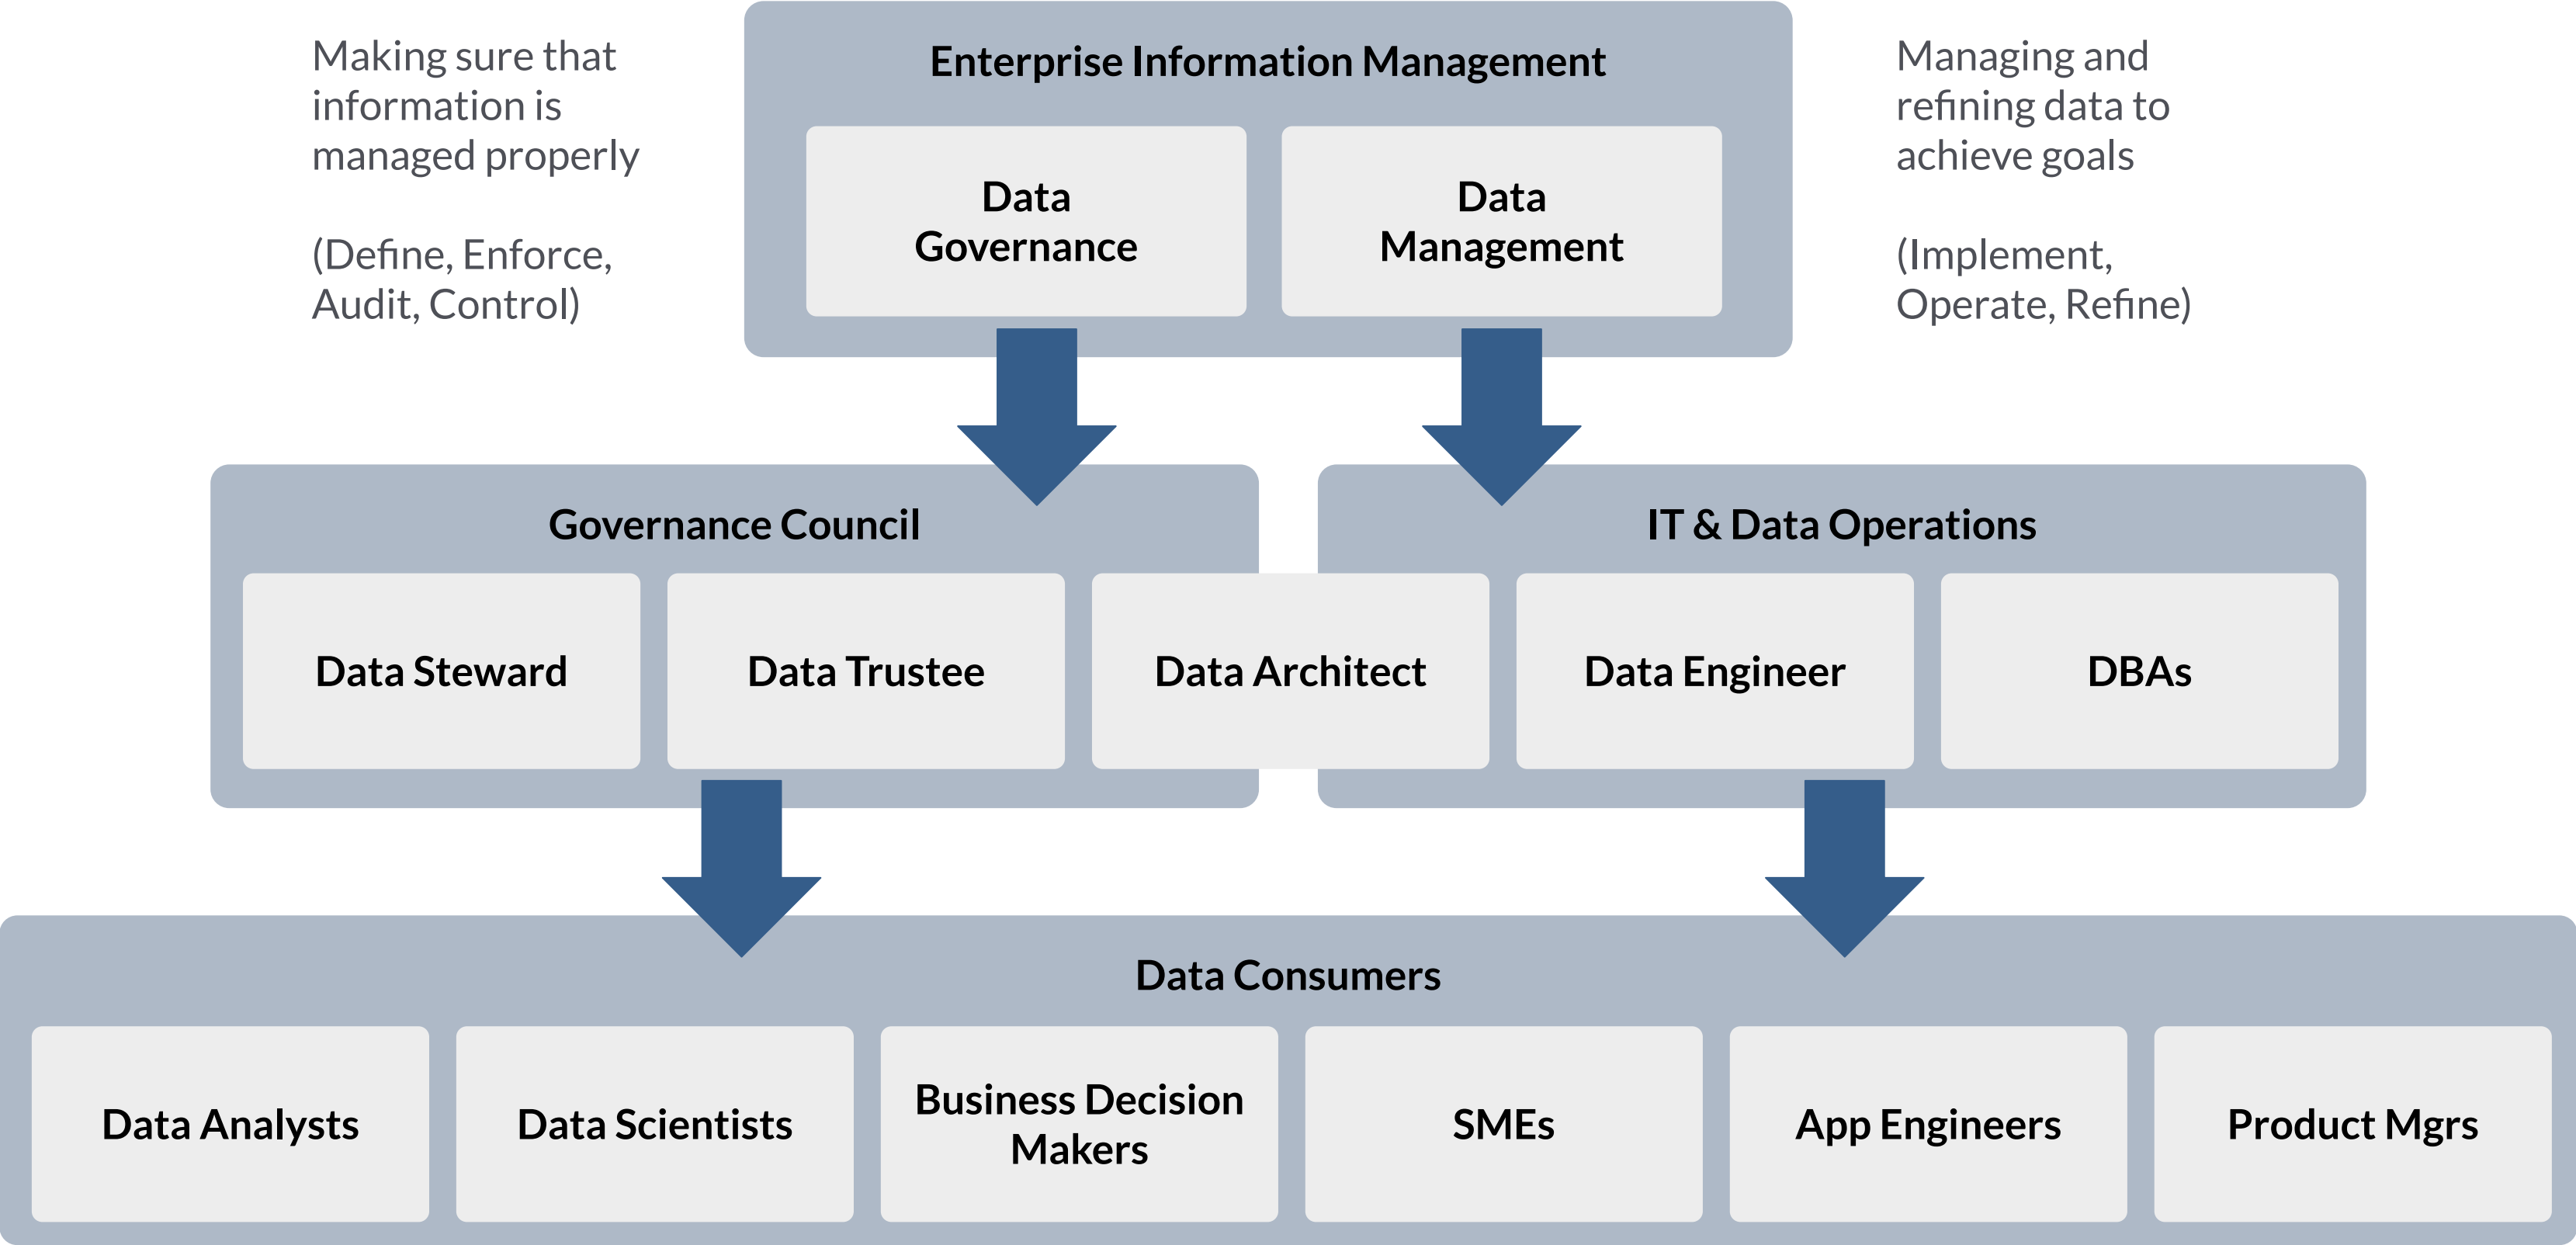 Making sure that
information is
managed properly
(Define, Enforce,
Audit, Control)
Enterprise Information Management
Data
Governance
Data
Management
Managing and
refining data to
achieve goals
(Implement,
Operate, Refine)
Governance Council
IT & Data Operations
Data Steward
Data Trustee
Data Architect
Data Engineer
DBAs
Data Consumers
Data Analysts
Data Scientists
Business Decision
Makers
SMEs
App Engineers
Product Mgrs